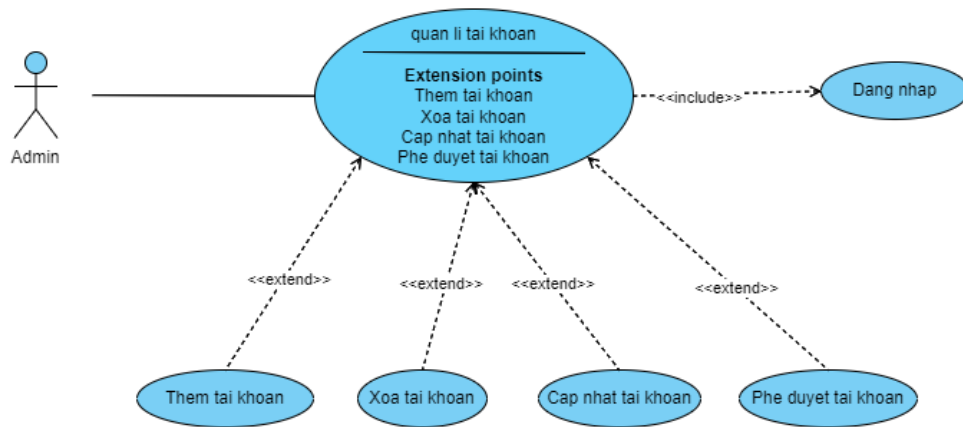 quan li tai khoan
Extension points
Them tai khoan
Xoa tai khoan
Cap nhat tai khoan
Phe duyet tai khoan
Admin
<<include>>
Dang nhap
<<extend>>
<<extend>>
<<extend>>
<<extend>>
Them tai khoan
Xoa tai khoan
Cap nhat tai khoan
Phe duyet tai khoan